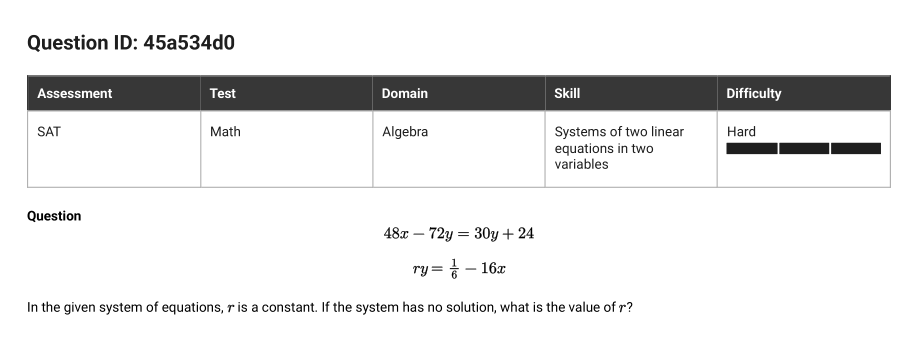 Question ID: 45a534d0
Assessment Test Domain Skill Difficulty
SAT Math Algebra Systems of two linear Hard
equations in two
variables
Question
48x − 72y = 30y + 24
ry = 1/6 − 16x
In the given system of equations, r is a constant. If the system has no solution, what is the value of r?